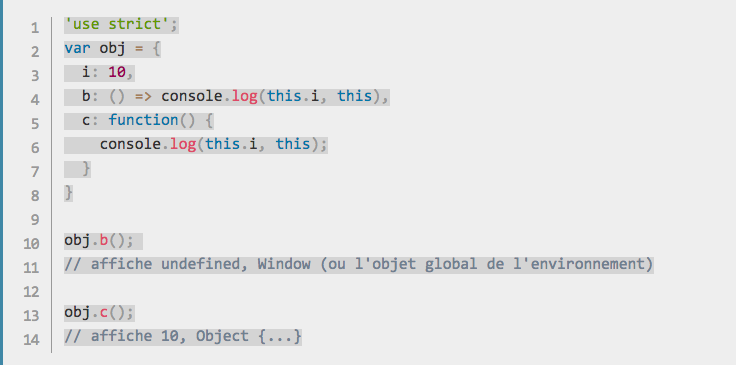 1 'use strict';
2 var obj = {
3   i: 10,
4   b: () => console.log(this.i, this),
5   c: function() {
6     console.log(this.i, this);
7   }
8 }
9
10 obj.b();
11 // affiche undefined, Window (ou l'objet global de l'environnement)
12
13 obj.c();
14 // affiche 10, Object {...}